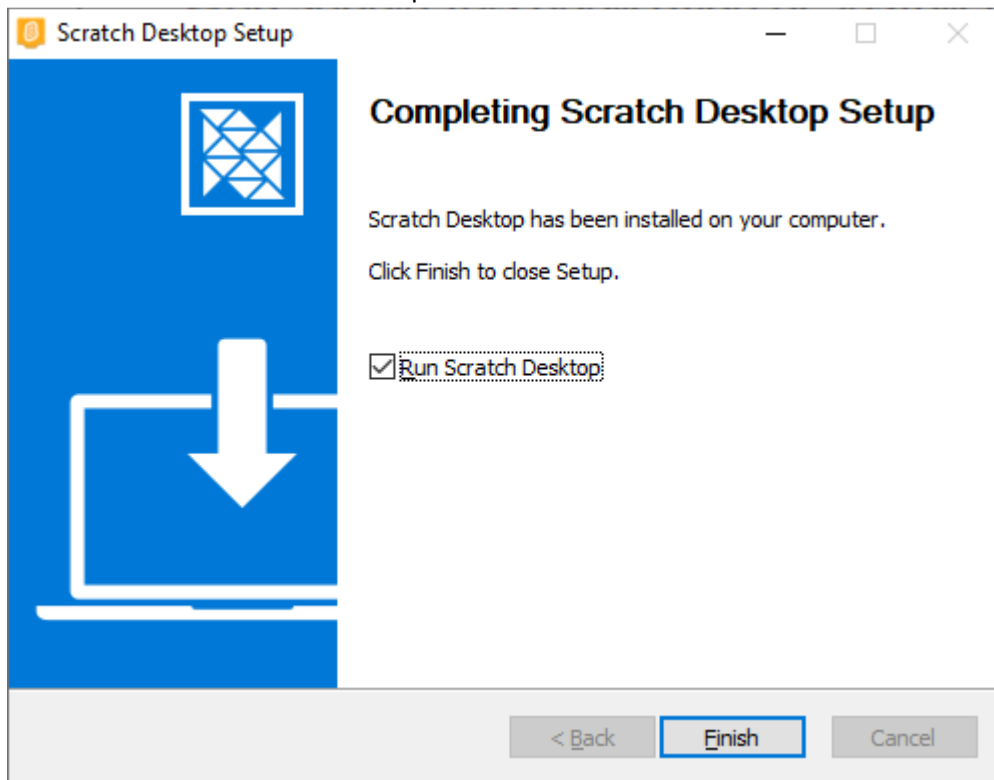 Scratch Desktop Setup
Completing Scratch Desktop Setup
Scratch Desktop has been installed on your computer.
Click Finish to close Setup.
Run Scratch Desktop
< Back
Finish
Cancel